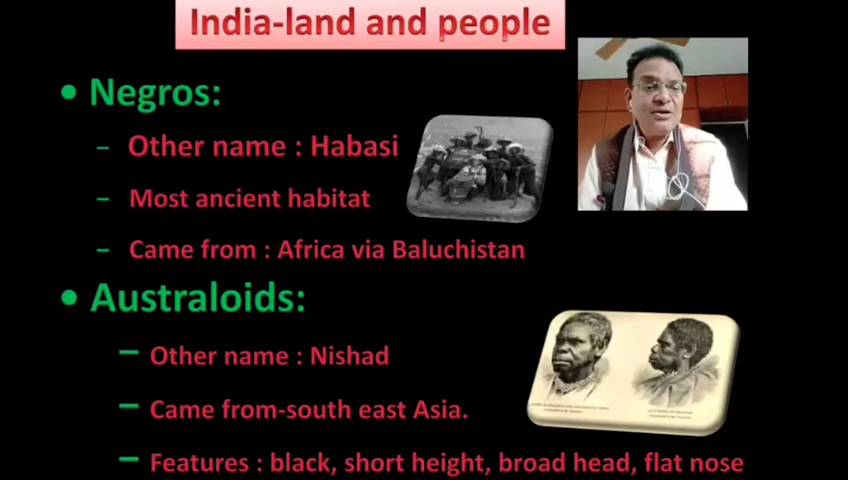 India-land and people
• Negros:
– Other name : Habasi
– Most ancient habitat
– Came from : Africa via Baluchistan
• Australoids:
– Other name : Nishad
– Came from-south east Asia.
– Features : black, short height, broad head, flat nose